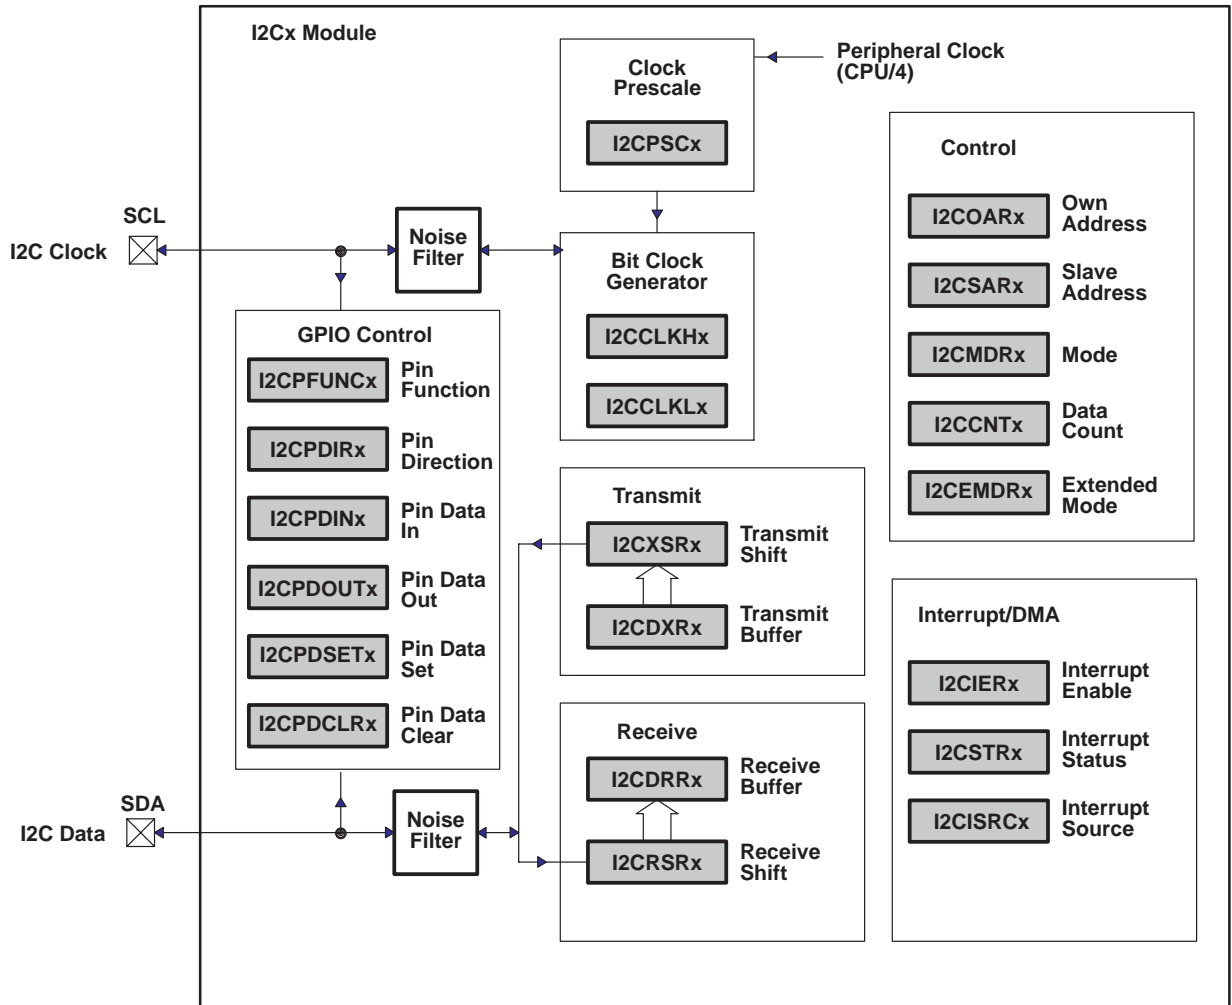 I2Cx Module
Peripheral Clock
(CPU/4)
Clock
Prescale
I2CPSCx
SCL
I2C Clock
Noise
Filter
Bit Clock
Generator
I2CCLKHx
I2CCLKLx
GPIO Control
I2CPFUNCx
Pin
Function
I2CPDIRx
Pin
Direction
I2CPDINx
Pin Data
In
I2CPDOUTx
Pin Data
Out
I2CPDSETx
Pin Data
Set
I2CPDCLRx
Pin Data
Clear
SDA
I2C Data
Noise
Filter
Transmit
I2CXSRx
Transmit
Shift
I2CDXRx
Transmit
Buffer
Receive
I2CDRRx
Receive
Buffer
I2CRSRx
Receive
Shift
Control
I2COARx
Own
Address
I2CSARx
Slave
Address
I2CMDRx
Mode
I2CCNTx
Data
Count
I2CEMDRx
Extended
Mode
Interrupt/DMA
I2CIERx
Interrupt
Enable
I2CSTRx
Interrupt
Status
I2CISRCx
Interrupt
Source